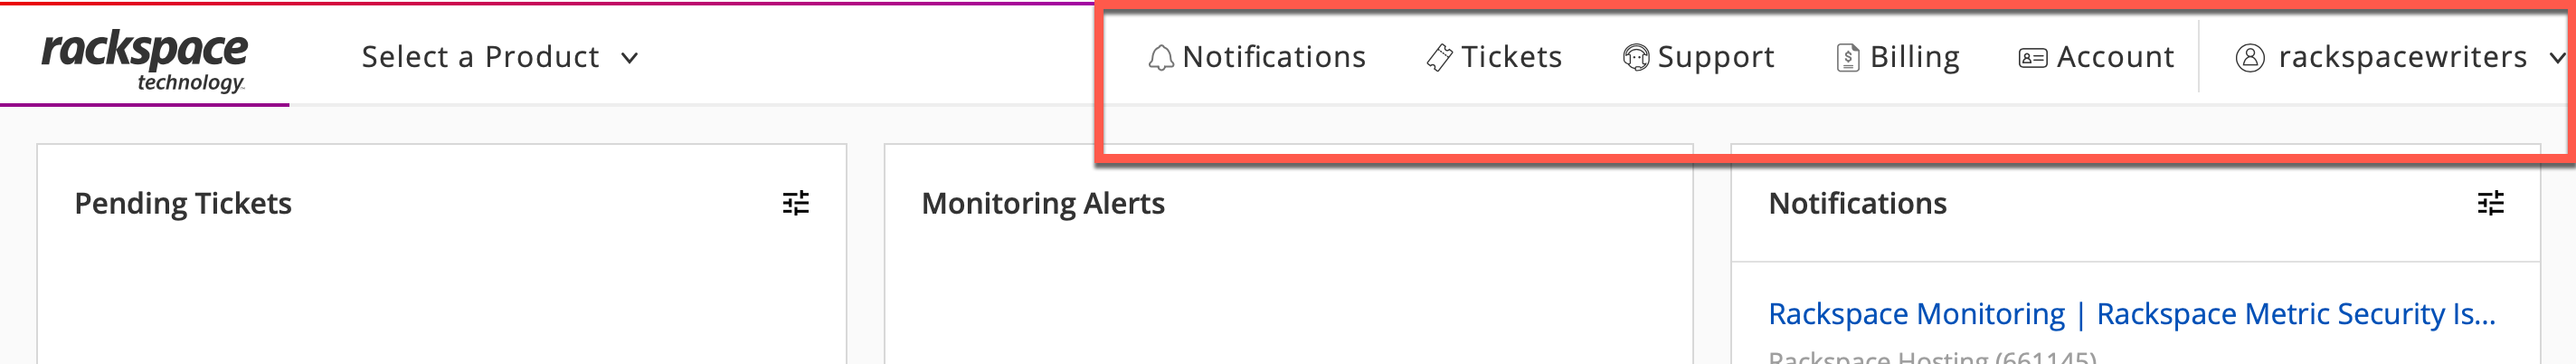 rackspace
technology
Select a Product
Notifications
Tickets
Support
Billing
Account
rackspacewriters
Pending Tickets
Monitoring Alerts
Notifications
Rackspace Monitoring | Rackspace Metric Security Is...
Rackspace Hosting (661145)